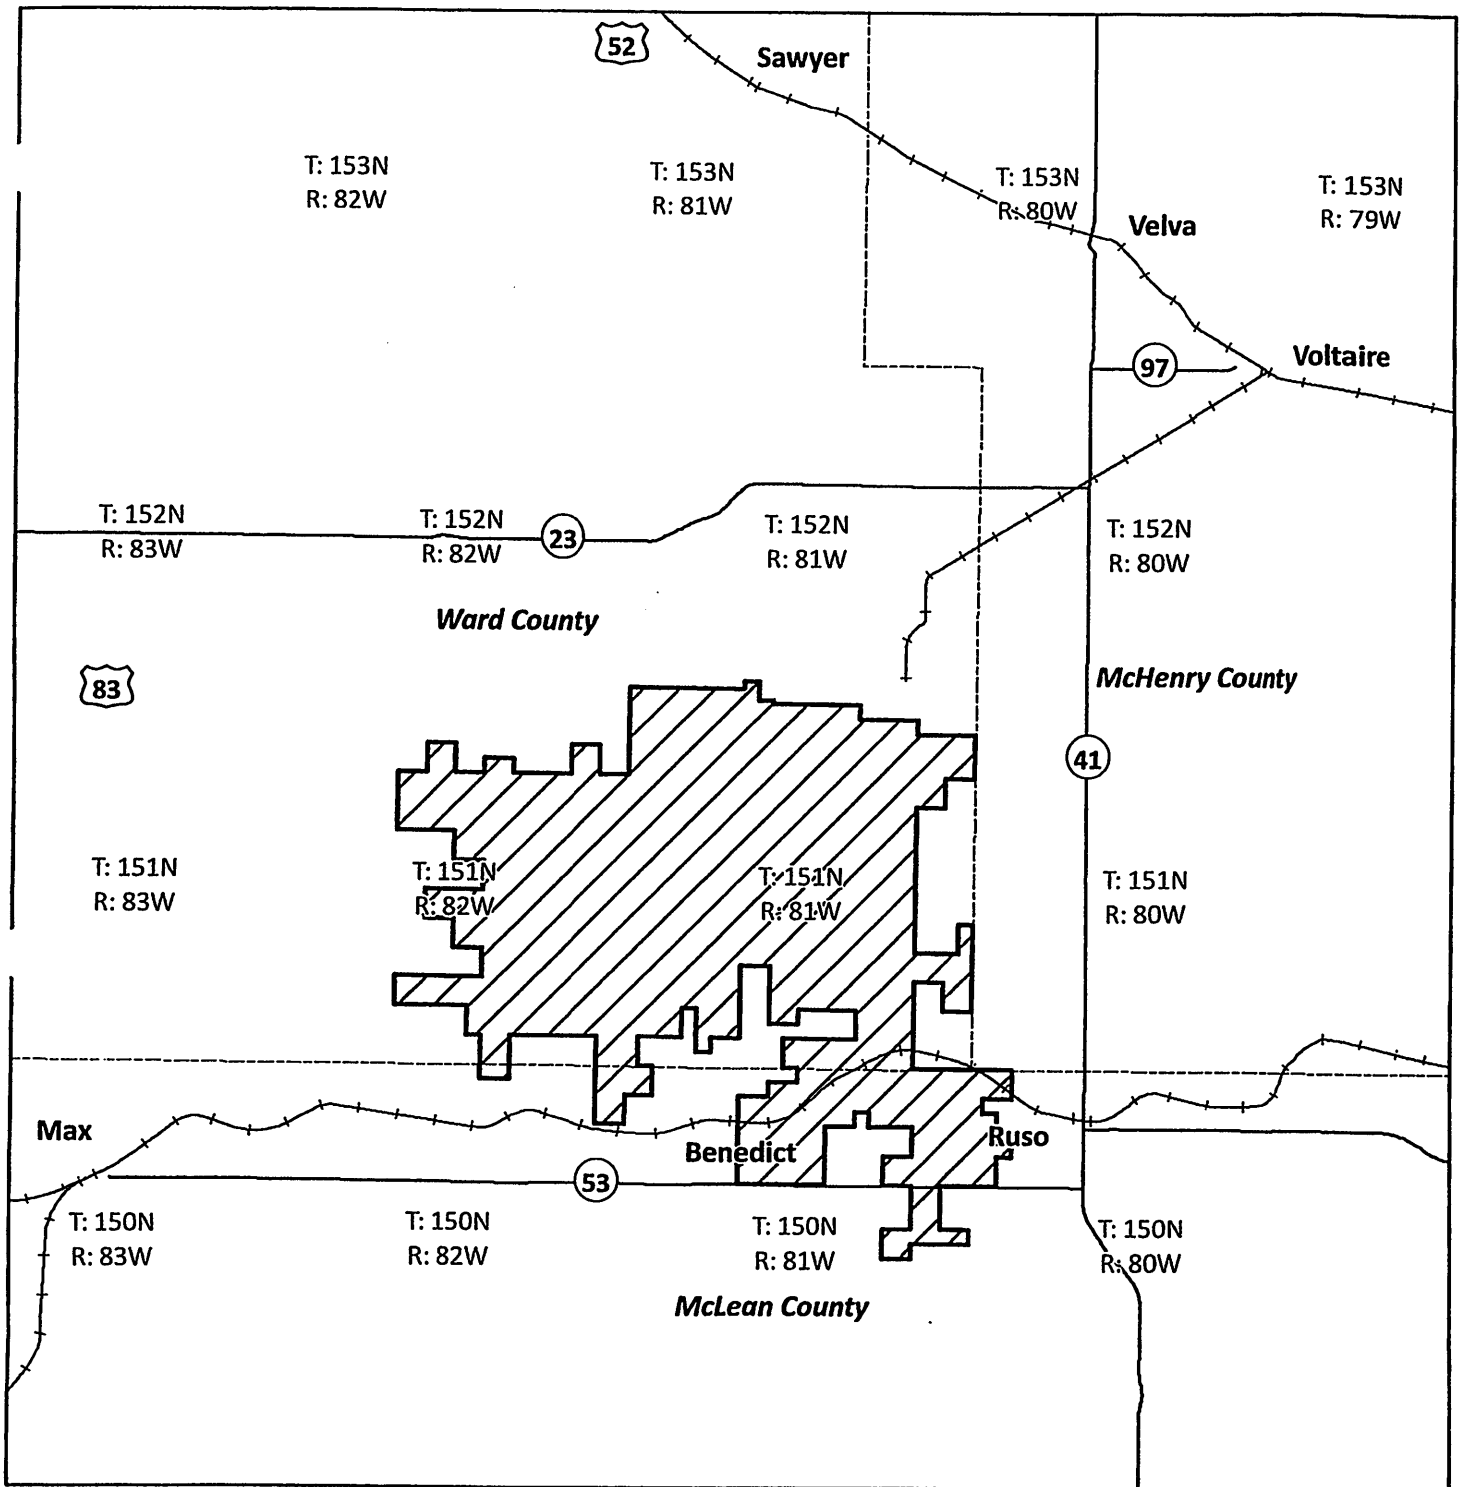 52
Sawyer
T: 153N
R: 82W
T: 153N
R: 81W
T: 153N
R: 80W
T: 153N
R: 79W
Velva
97
Voltaire
T: 152N
R: 83W
T: 152N
R: 82W
23
T: 152N
R: 81W
T: 152N
R: 80W
Ward County
83
McHenry County
41
T: 151N
R: 83W
T: 151N
R: 82W
T: 151N
R: 81W
T: 151N
R: 80W
Max
Benedict
Ruso
53
T: 150N
R: 83W
T: 150N
R: 82W
T: 150N
R: 81W
T: 150N
R: 80W
McLean County